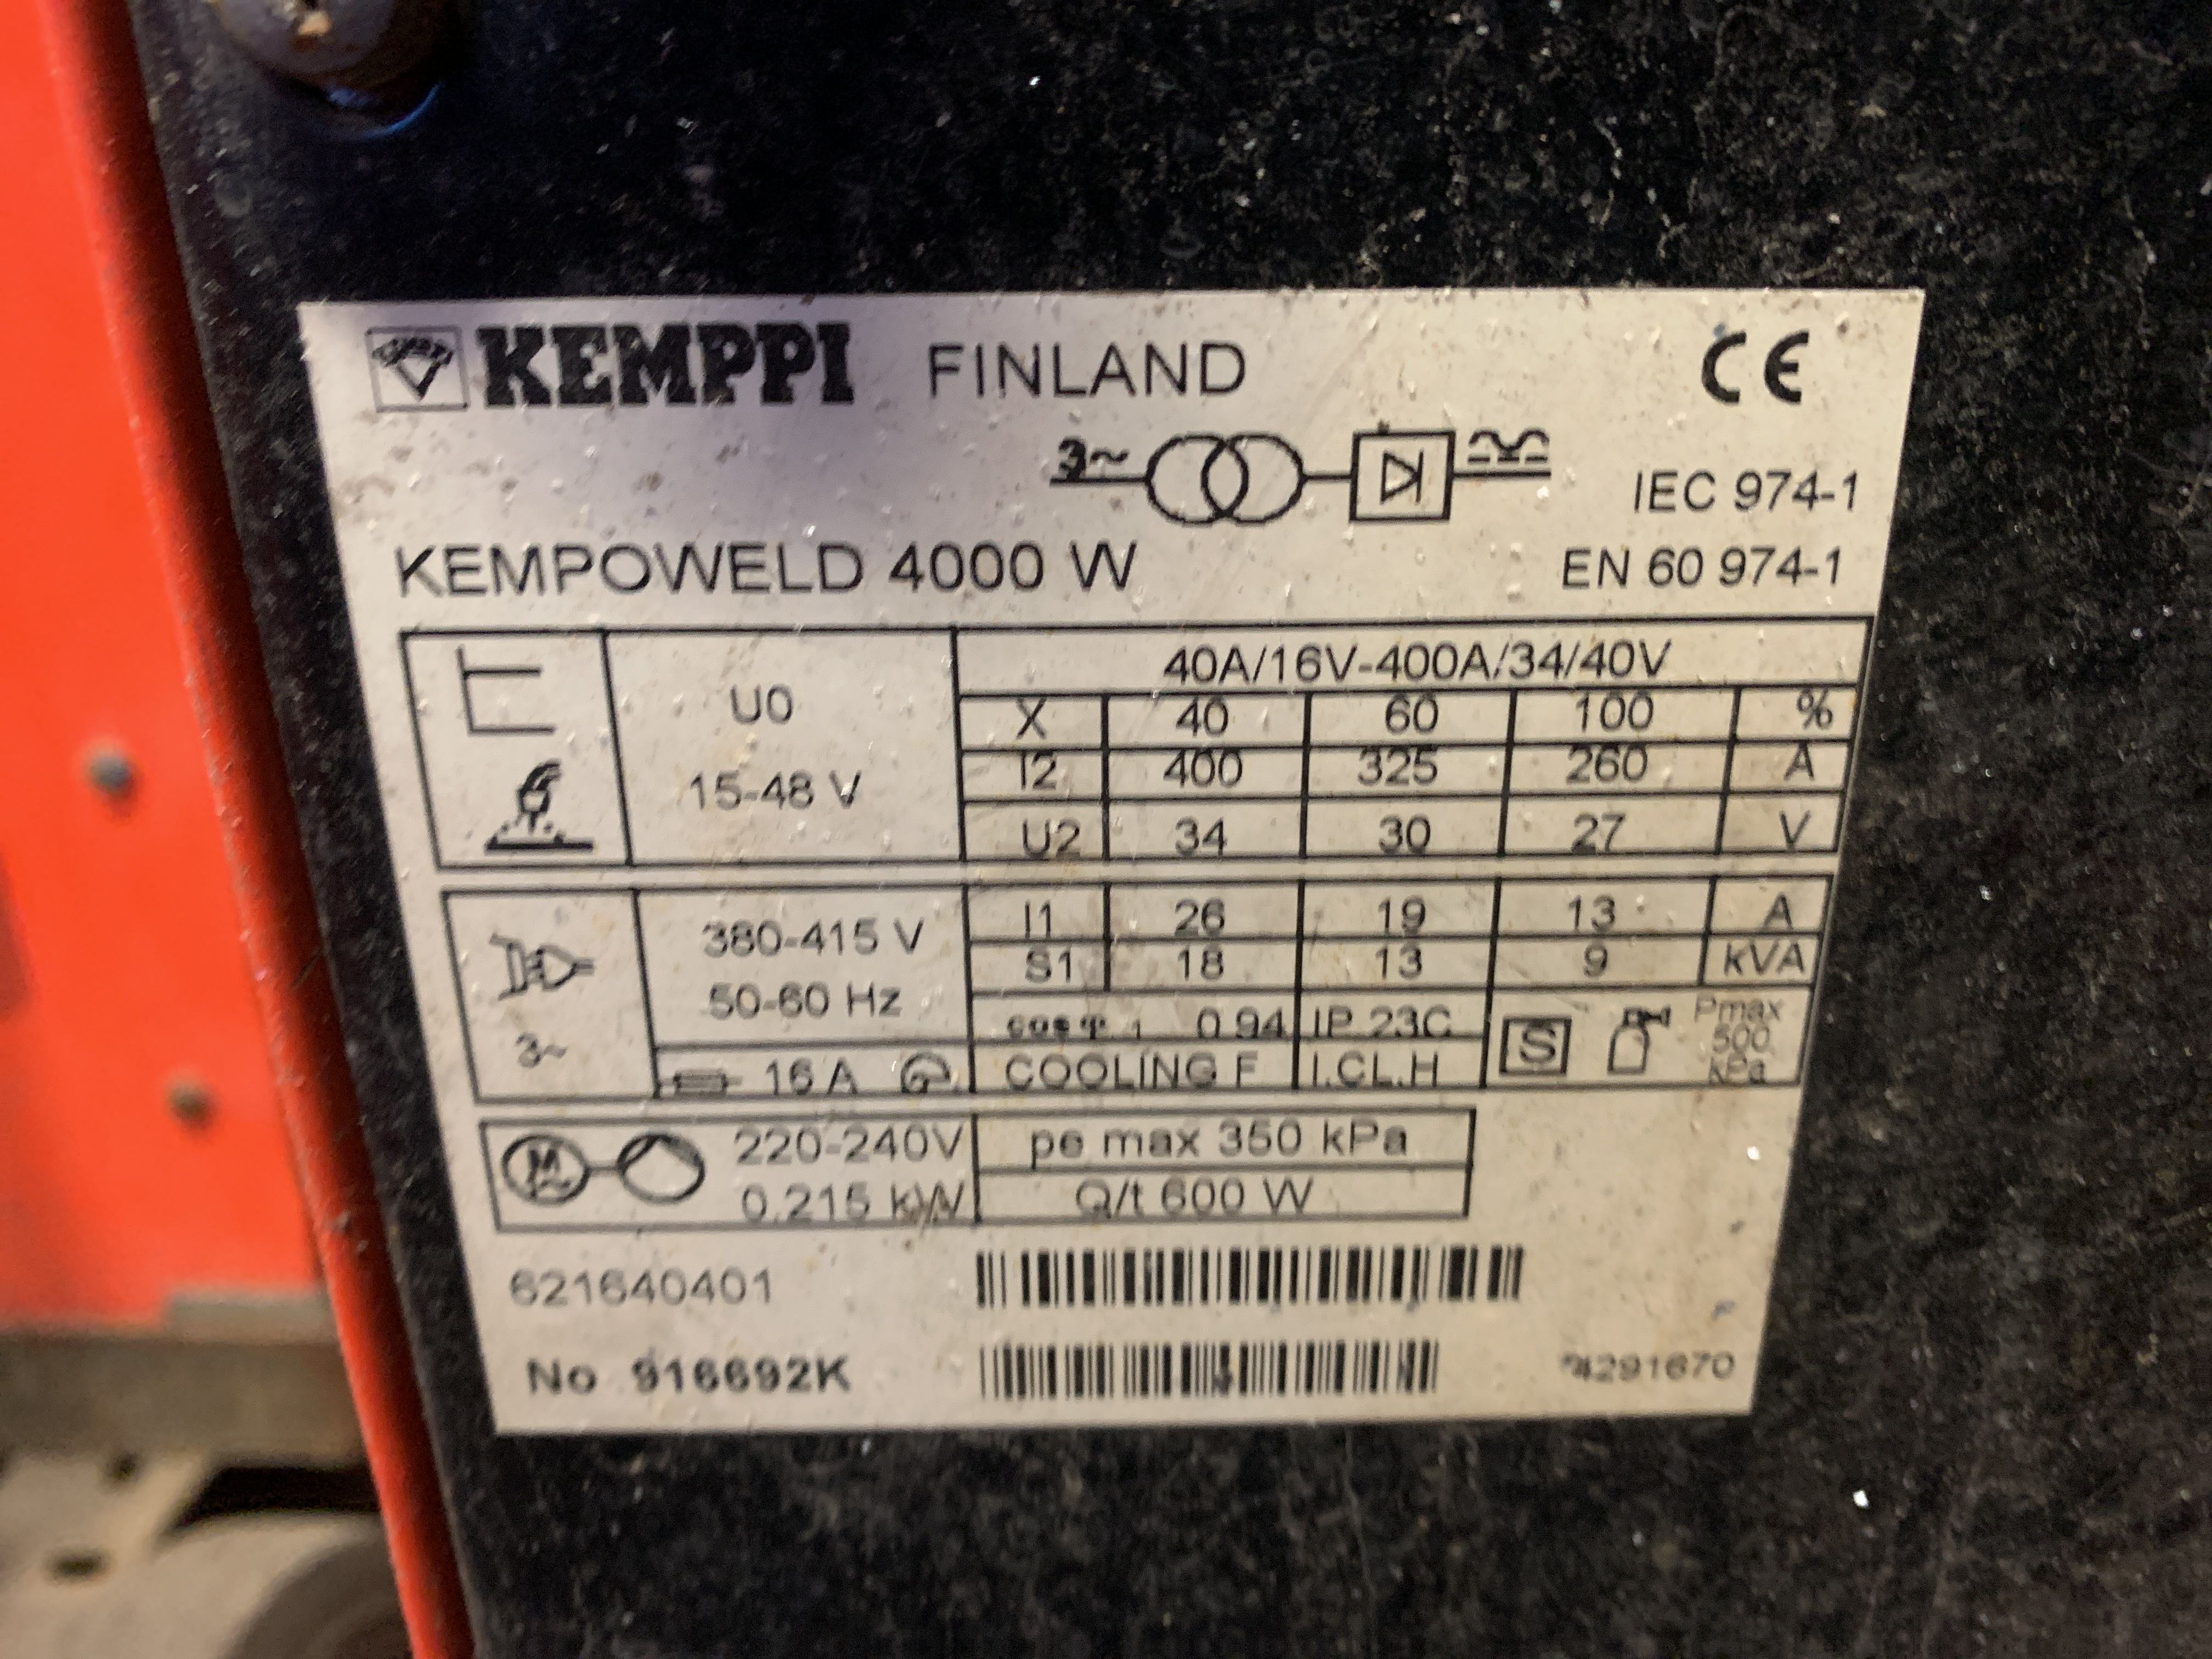 KEMPPI FINLAND CE
3~
IEC 974-1
KEMPOWELD 4000 W EN 60 974-1
40A/16V-400A/34/40V
U0
15-48 V
X 40 60 100 %
I2 400 325 260 A
U2 34 30 27 V
380-415 V
50-60 Hz
3~
16 A
I1 26 19 13 A
S1 18 13 9 kVA
cos φ 1 0.94 IP 23C
COOLING F I.CL.H
S
Pmax
500
kPa
M
220-240V pe max 350 kPa
0.215 kW Q/t 600 W
621640401
No 916692K
4291670